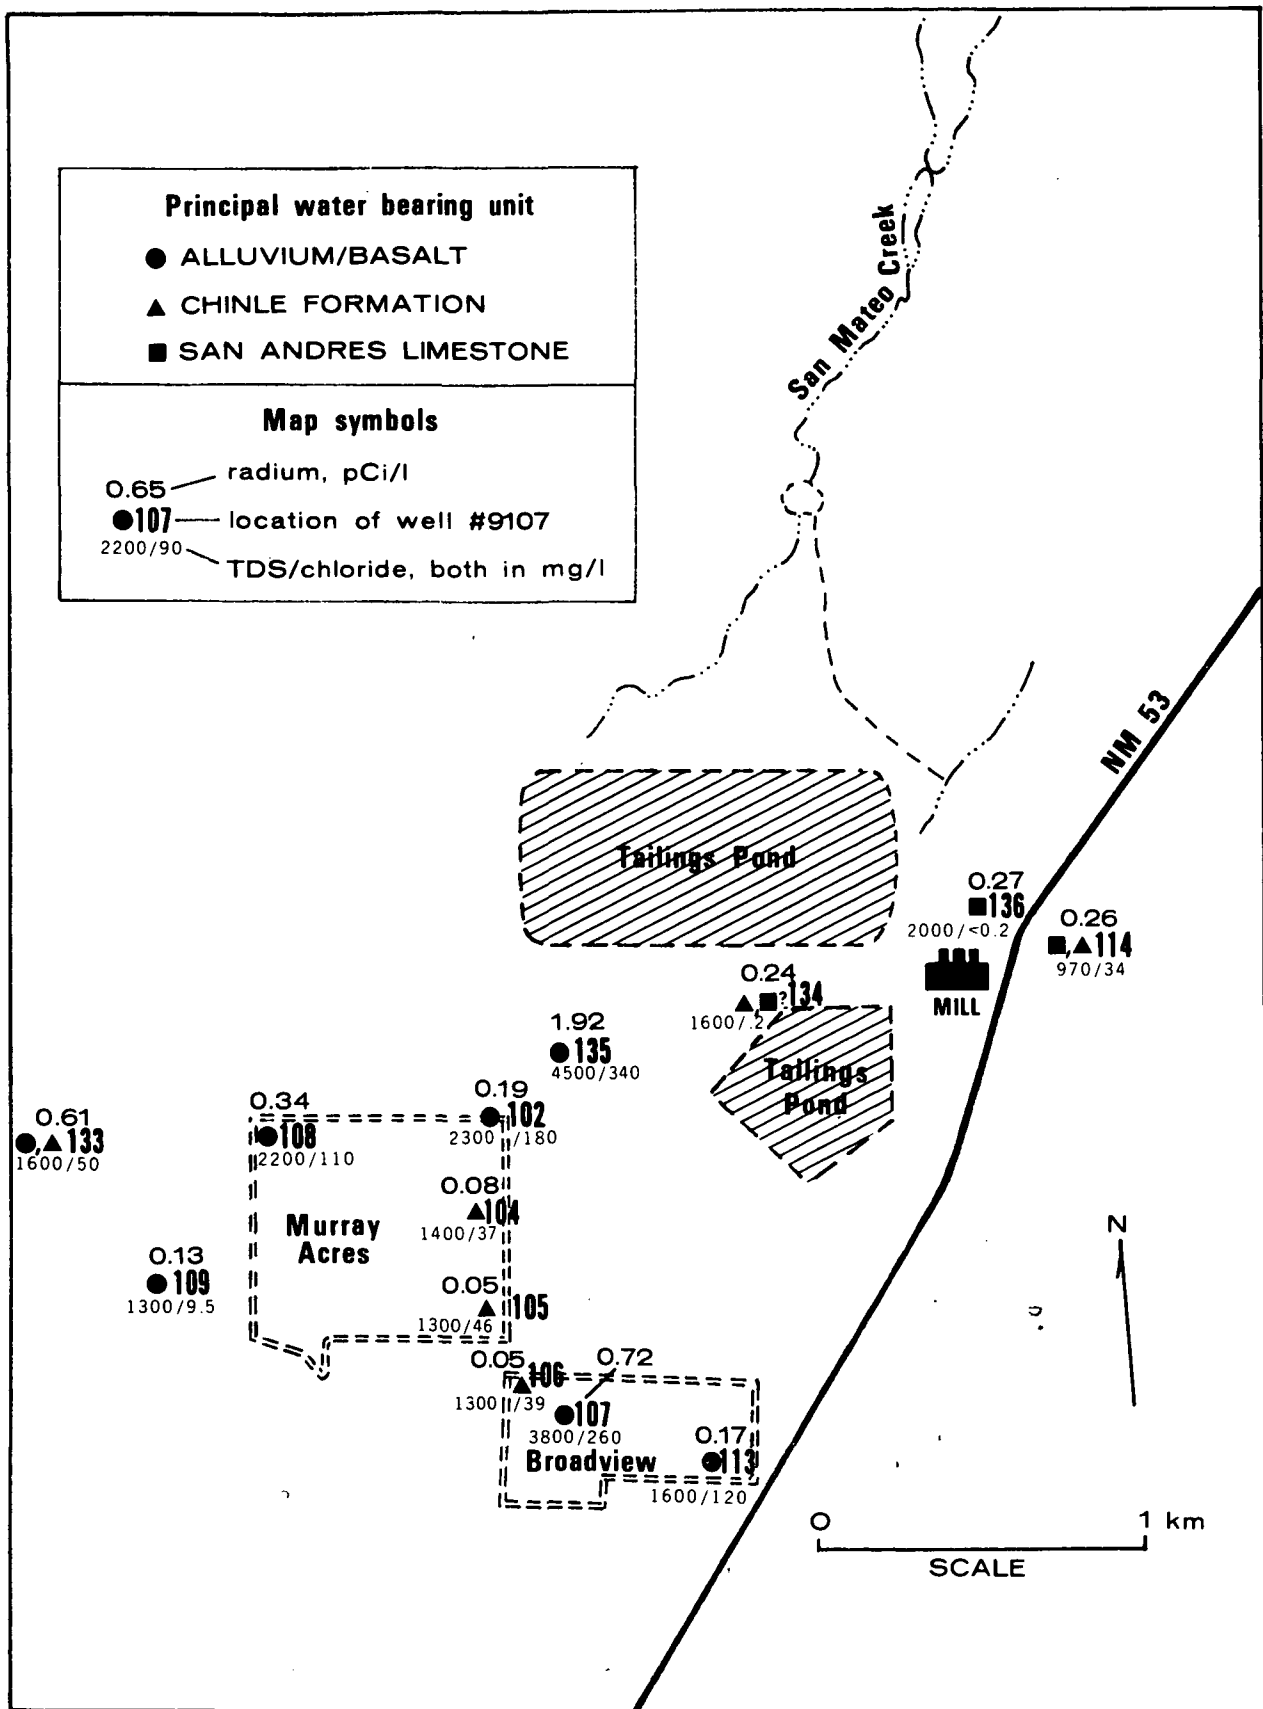 Principal water bearing unit
ALLUVIUM/BASALT
CHINLE FORMATION
SAN ANDRES LIMESTONE
Map symbols
0.65
radium, pCi/l
107
location of well #9107
2200/90
TDS/chloride, both in mg/l
San Mateo Creek
NM 53
Tailings Pond
0.27
136
2000/<0.2
0.26
,114
970/34
MILL
0.24
?134
1600/.2
Tailings
Pond
1.92
135
4500/340
0.19
102
2300/180
0.34
108
2200/110
0.61
,133
1600/50
0.08
104
1400/37
Murray
Acres
0.13
109
1300/9.5
0.05
105
1300/46
0.05
106
1300/39
0.72
107
3800/260
Broadview
0.17
113
1600/120
N
0
1 km
SCALE